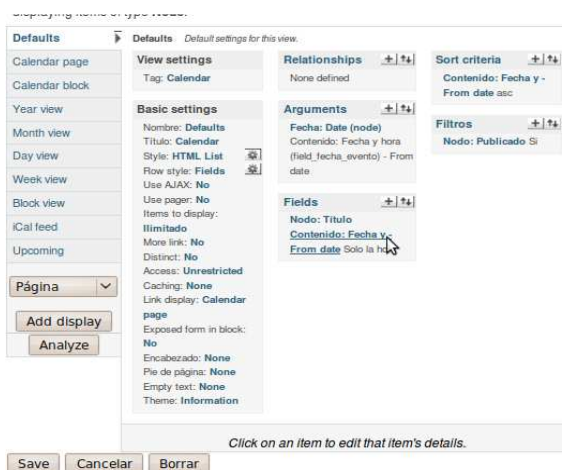 displaying items of type Node.
Defaults
Calendar page
Calendar block
Year view
Month view
Day view
Week view
Block view
iCal feed
Upcoming
Página
Add display
Analyze
Defaults Default settings for this view.
View settings
Tag: Calendar
Basic settings
Nombre: Defaults
Título: Calendar
Style: HTML List
Row style: Fields
Use AJAX: No
Use pager: No
Items to display:
Ilimitado
More link: No
Distinct: No
Access: Unrestricted
Caching: None
Link display: Calendar
page
Exposed form in block:
No
Encabezado: None
Pie de página: None
Empty text: None
Theme: Information
Relationships
None defined
Arguments
Fecha: Date (node)
Contenido: Fecha y hora
(field_fecha_evento) - From
date
Fields
Nodo: Título
Contenido: Fecha y -
From date Solo la
Sort criteria
Contenido: Fecha y -
From date asc
Filtros
Nodo: Publicado Sí
Click on an item to edit that item's details.
Save Cancelar Borrar